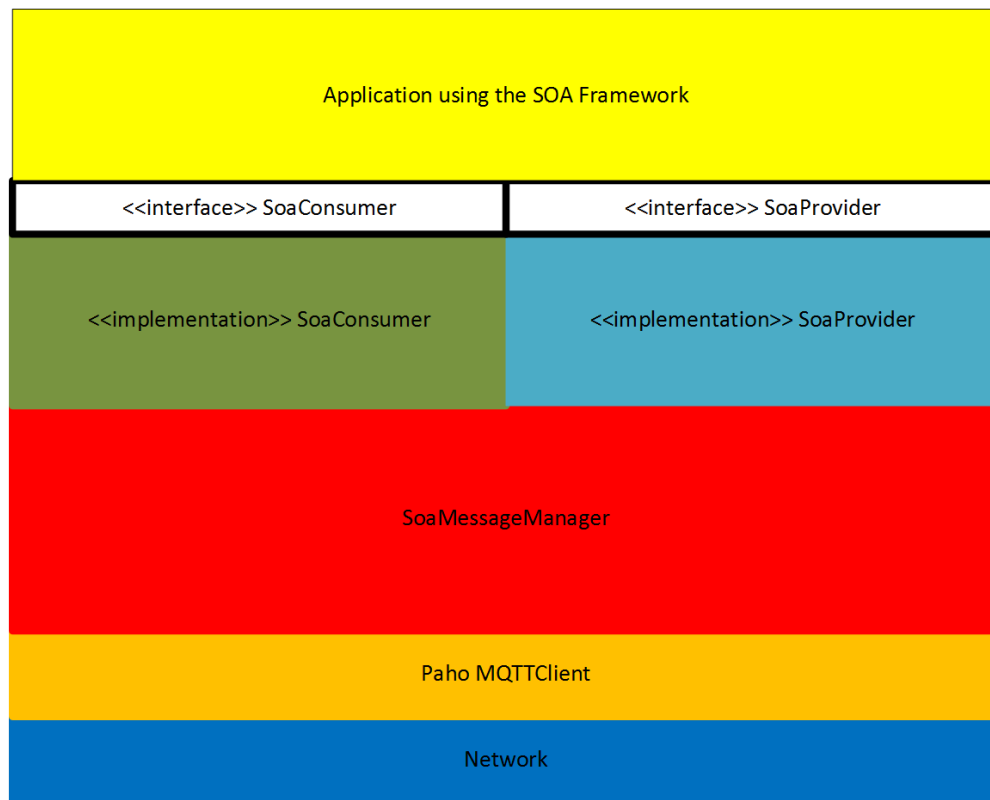 Application using the SOA Framework
<<interface>> SoaConsumer
<<interface>> SoaProvider
<<implementation>> SoaConsumer
<<implementation>> SoaProvider
SoaMessageManager
Paho MQTTClient
Network